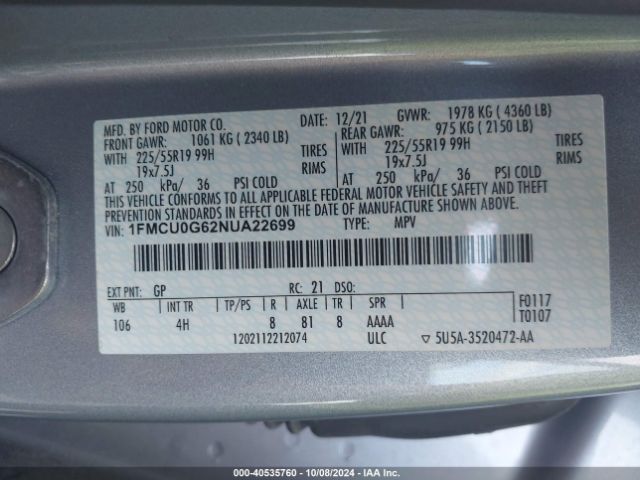 MFD. BY FORD MOTOR CO. DATE: 12/21 GVWR: 1978 KG ( 4360 LB)
FRONT GAWR: 1061 KG ( 2340 LB) REAR GAWR: 975 KG ( 2150 LB)
WITH 225/55R19 99H TIRES WITH 225/55R19 99H TIRES
19x7.5J RIMS 19x7.5J RIMS
AT 250 kPa/ 36 PSI COLD AT 250 kPa/ 36 PSI COLD
THIS VEHICLE CONFORMS TO ALL APPLICABLE FEDERAL MOTOR VEHICLE SAFETY AND THEFT
PREVENTION STANDARDS IN EFFECT ON THE DATE OF MANUFACTURE SHOWN ABOVE.
VIN: 1FMCU0G62NUA22699 TYPE: MPV
EXT PNT: GP RC: 21 DSO:
WB INT TR TP/PS R AXLE TR SPR F0117
106 4H 8 81 8 AAAA T0107
1202112212074 ULC ▽ 5U5A-3520472-AA
000-40535760 - 10/08/2024 - IAA Inc.